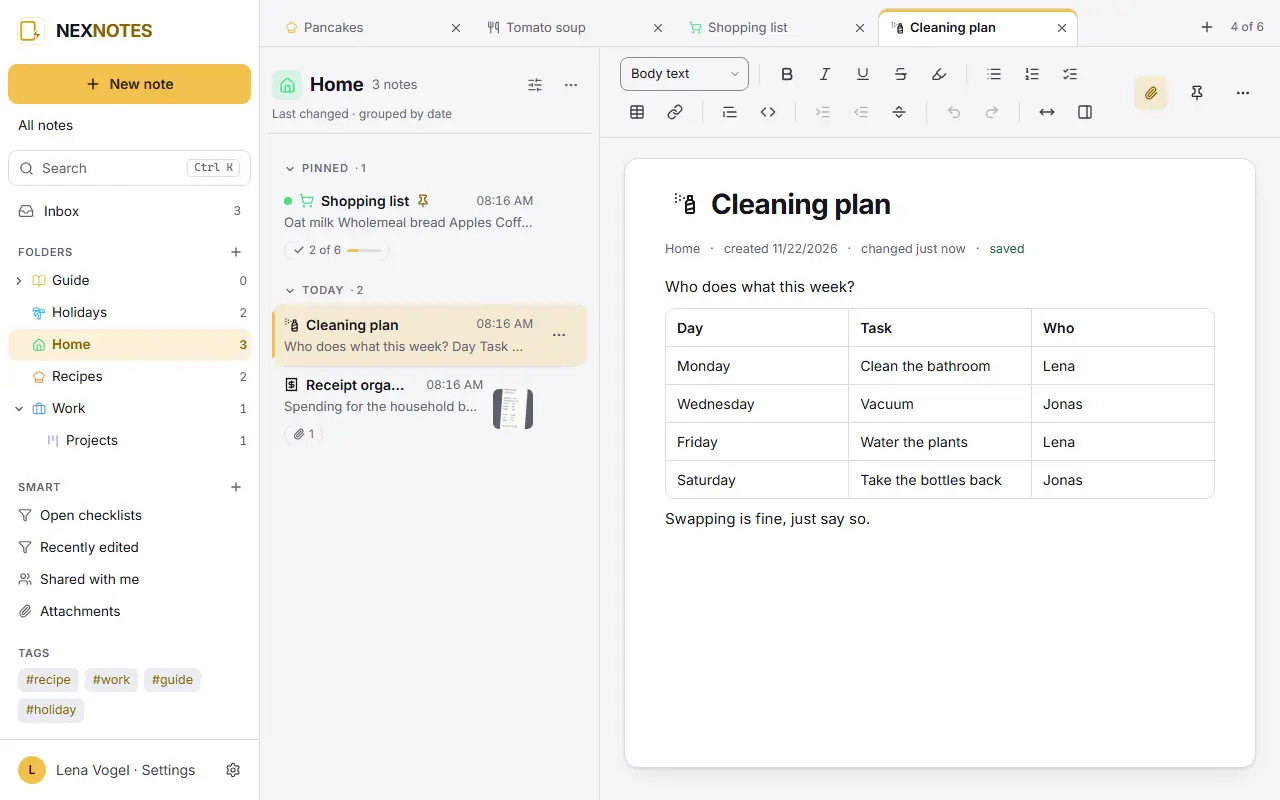 NEXNOTES
New note
All notes
Search Ctrl K
Inbox 3
FOLDERS
Guide 0
Holidays 2
Home 3
Recipes 2
Work 1
Projects 1
SMART
Open checklists
Recently edited
Shared with me
Attachments
TAGS
#recipe #work #guide
#holiday
L Lena Vogel · Settings
Pancakes
Tomato soup
Shopping list
Cleaning plan
4 of 6
Home 3 notes
Last changed · grouped by date
PINNED · 1
Shopping list 08:16 AM
Oat milk Wholemeal bread Apples Coff...
2 of 6
TODAY · 2
Cleaning plan 08:16 AM
Who does what this week? Day Task ...
Receipt orga... 08:16 AM
Spending for the household b...
1
Body text
Cleaning plan
Home · created 11/22/2026 · changed just now · saved
Who does what this week?
Day Task Who
Monday Clean the bathroom Lena
Wednesday Vacuum Jonas
Friday Water the plants Lena
Saturday Take the bottles back Jonas
Swapping is fine, just say so.